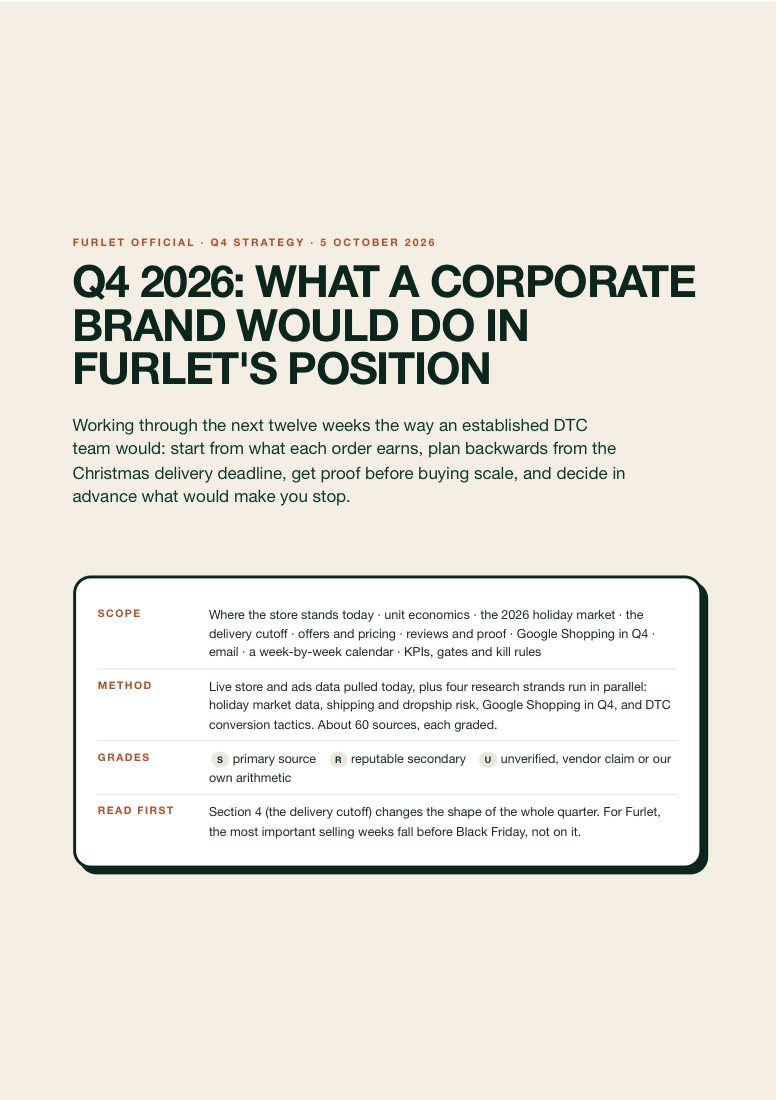 FURLET OFFICIAL · Q4 STRATEGY · 5 OCTOBER 2026
Q4 2026: WHAT A CORPORATE
BRAND WOULD DO IN
FURLET'S POSITION
Working through the next twelve weeks the way an established DTC
team would: start from what each order earns, plan backwards from the
Christmas delivery deadline, get proof before buying scale, and decide in
advance what would make you stop.
SCOPE
Where the store stands today · unit economics · the 2026 holiday market · the
delivery cutoff · offers and pricing · reviews and proof · Google Shopping in Q4 ·
email · a week-by-week calendar · KPIs, gates and kill rules
METHOD
Live store and ads data pulled today, plus four research strands run in parallel:
holiday market data, shipping and dropship risk, Google Shopping in Q4, and DTC
conversion tactics. About 60 sources, each graded.
GRADES
S primary source R reputable secondary U unverified, vendor claim or our
own arithmetic
READ FIRST
Section 4 (the delivery cutoff) changes the shape of the whole quarter. For Furlet,
the most important selling weeks fall before Black Friday, not on it.